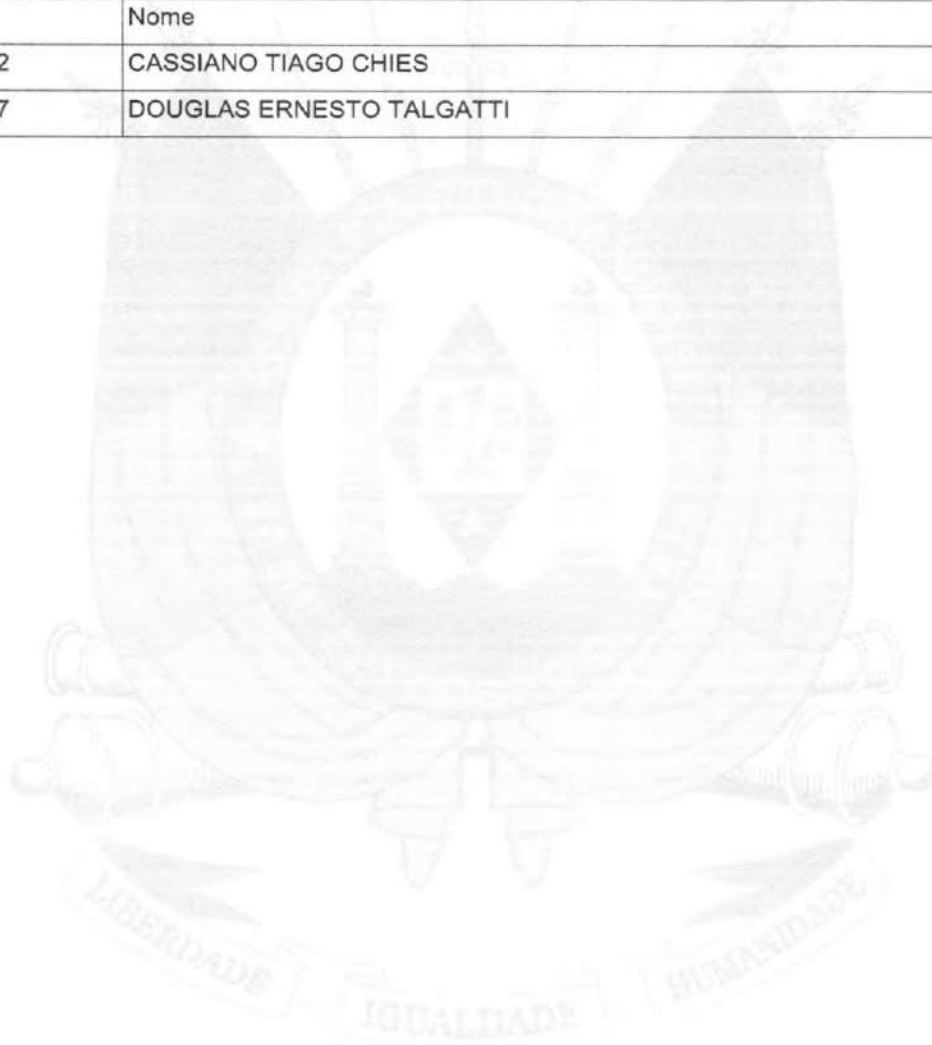 Nome
2 CASSIANO TIAGO CHIES
7 DOUGLAS ERNESTO TALGATTI
LIBERDADE
IGUALDADE
HUMANIDADE